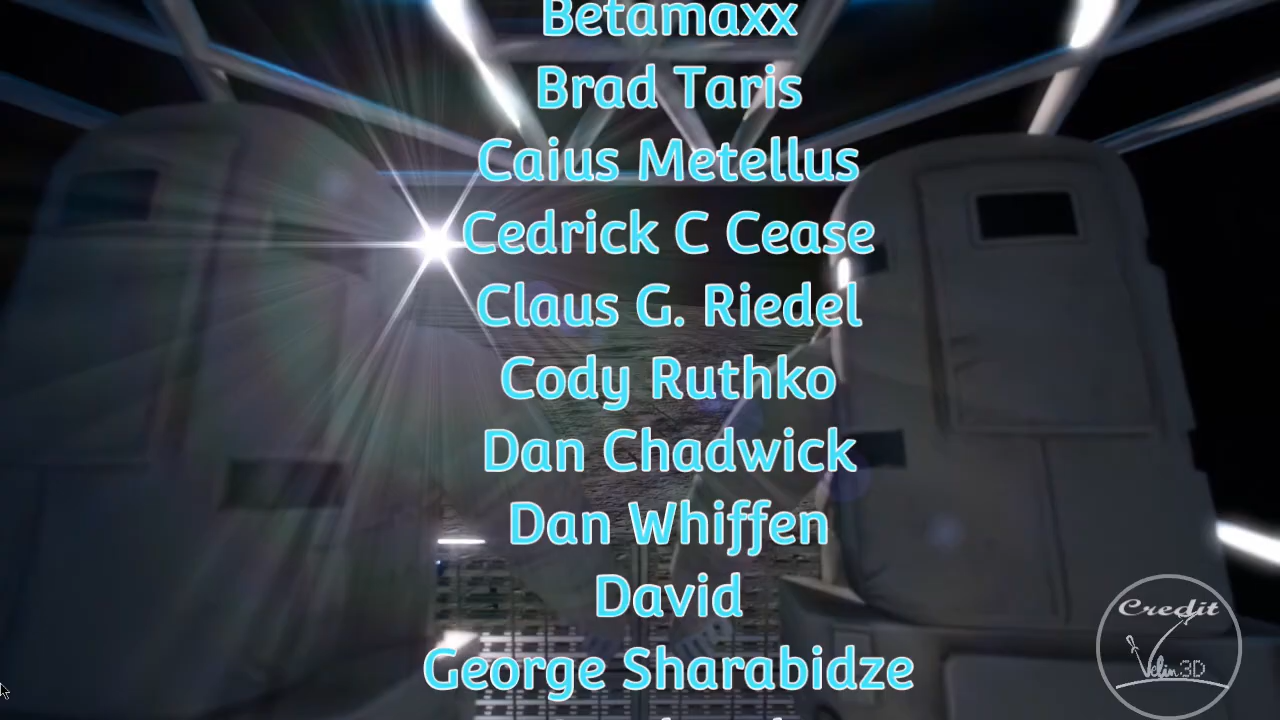 Betamaxx
Brad Taris
Caius Metellus
Cedrick C Cease
Claus G. Riedel
Cody Ruthko
Dan Chadwick
Dan Whiffen
David
George Sharabidze
Credit
Velin3D